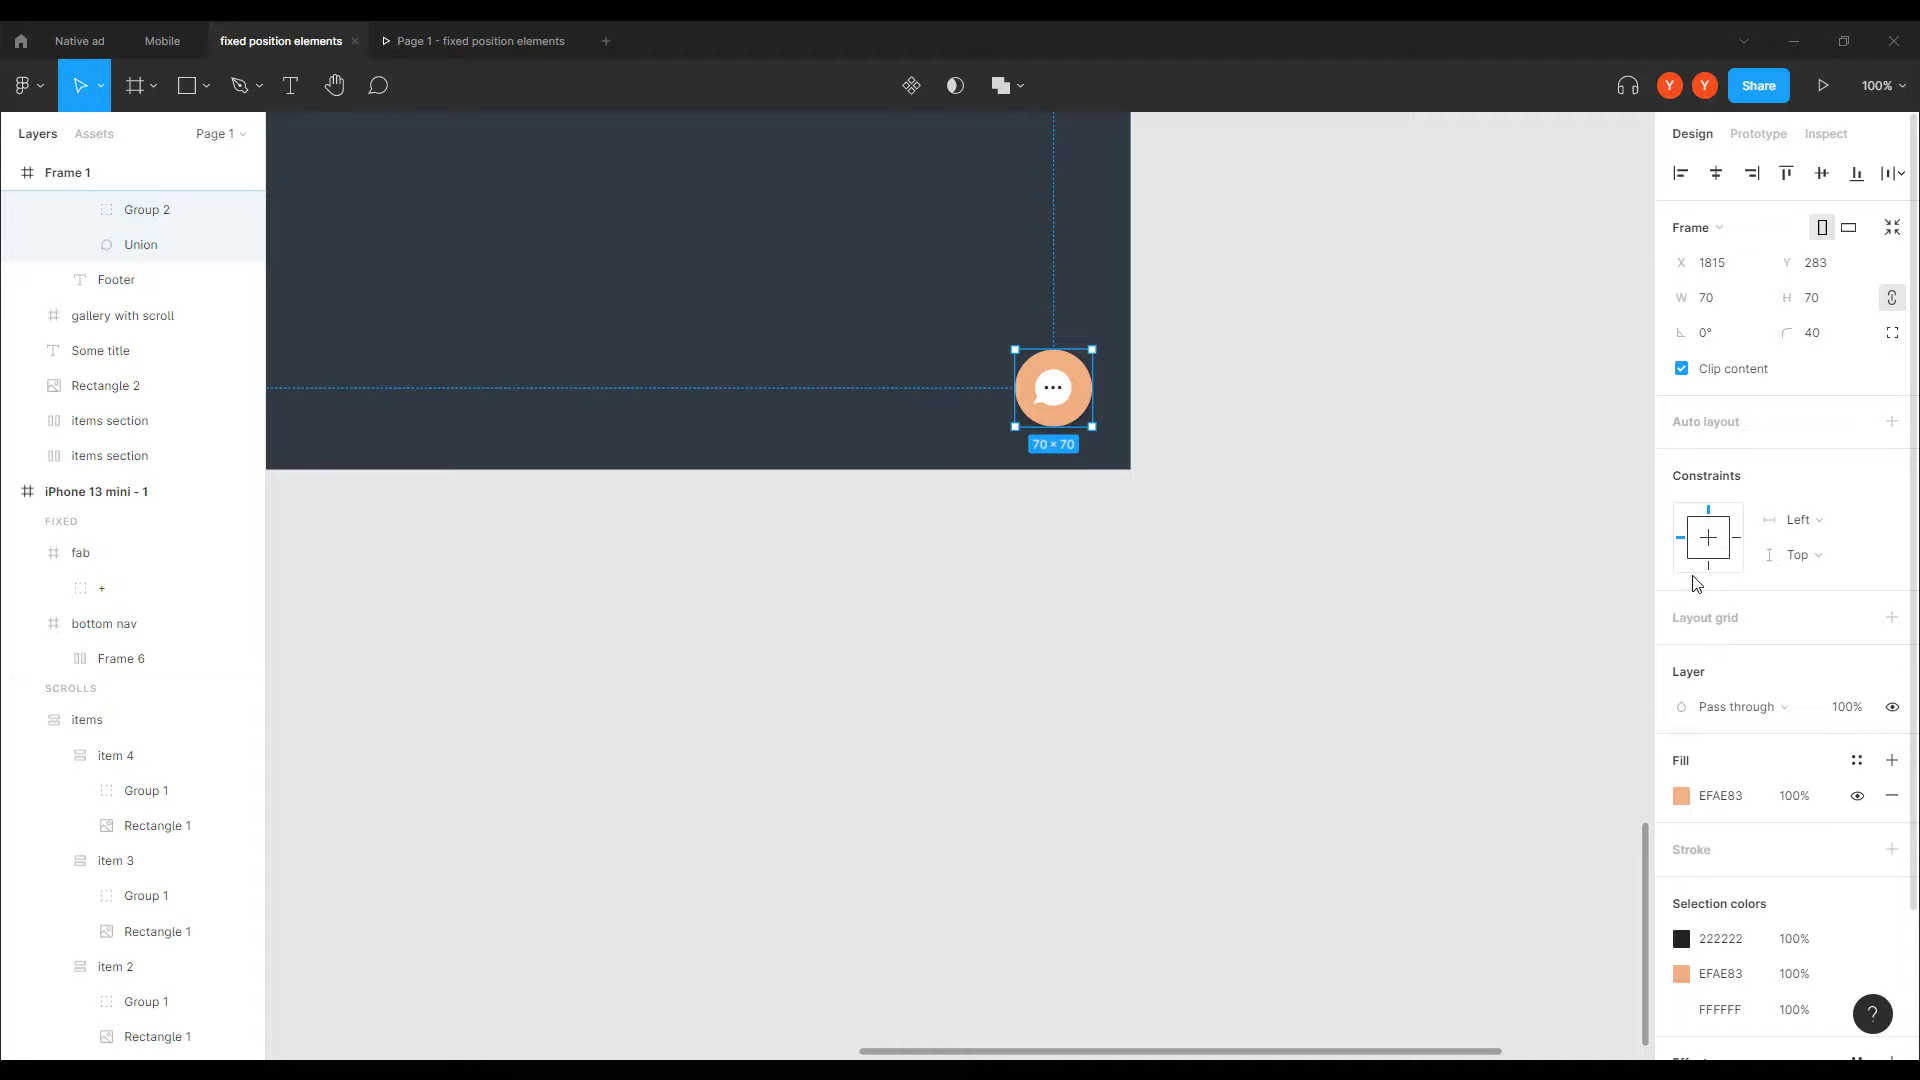 Native ad
Mobile
fixed position elements
Page 1 - fixed position elements
Y
Y
Share
100%
Layers
Assets
Page 1
Frame 1
Group 2
Union
Footer
gallery with scroll
Some title
Rectangle 2
items section
items section
iPhone 13 mini - 1
FIXED
fab
+
bottom nav
Frame 6
SCROLLS
items
item 4
Group 1
Rectangle 1
item 3
Group 1
Rectangle 1
item 2
Group 1
Rectangle 1
70 × 70
Design
Prototype
Inspect
Frame
X 1815
Y 283
W 70
H 70
0°
40
Clip content
Auto layout
Constraints
Left
Top
Layout grid
Layer
Pass through
100%
Fill
EFAE83
100%
Stroke
Selection colors
222222
100%
EFAE83
100%
FFFFFF
100%
?